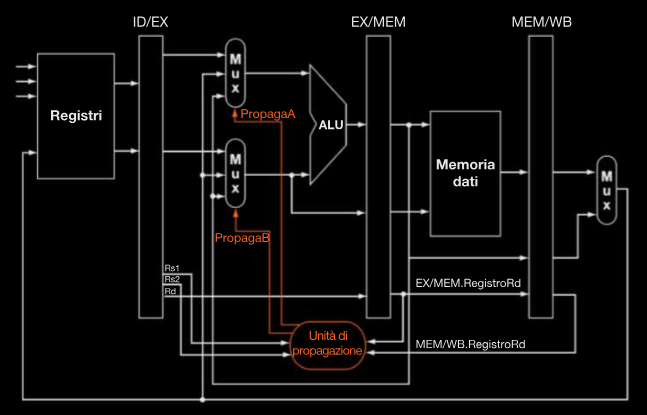 ID/EX
EX/MEM
MEM/WB
Registri
Mux
PropagaA
ALU
Mux
Memoria
dati
Mux
PropagaB
Rs1
Rs2
Rd
EX/MEM.RegistroRd
Unità di
propagazione
MEM/WB.RegistroRd